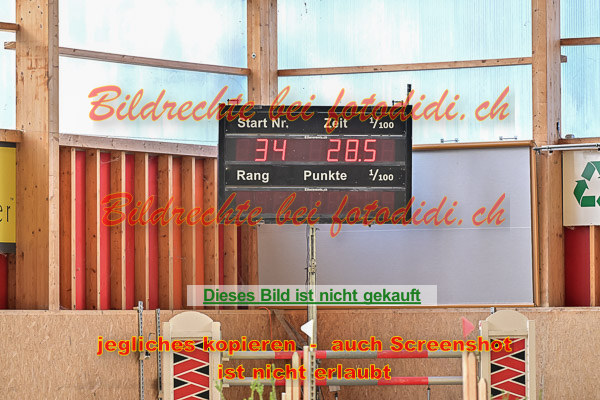 Bildrechte bei fotodidi.ch
Start Nr. Zeit 1/100
34 28.5
Rang Punkte 1/100
er
Bildrechte bei fotodidi.ch
Dieses Bild ist nicht gekauft
jegliches kopieren - auch Screenshot
ist nicht erlaubt